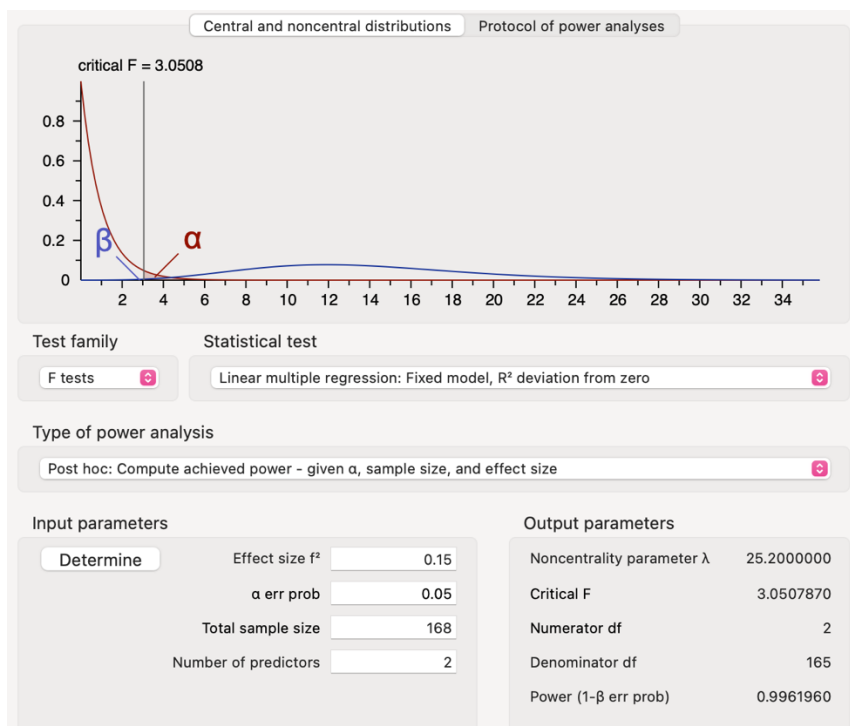 Central and noncentral distributions Protocol of power analyses
critical F = 3.0508
0.8
0.6
0.4
0.2
β α
0
2 4 6 8 10 12 14 16 18 20 22 24 26 28 30 32 34
Test family Statistical test
F tests Linear multiple regression: Fixed model, R² deviation from zero
Type of power analysis
Post hoc: Compute achieved power - given α, sample size, and effect size
Input parameters Output parameters
Determine Effect size f² 0.15 Noncentrality parameter λ 25.2000000
α err prob 0.05 Critical F 3.0507870
Total sample size 168 Numerator df 2
Number of predictors 2 Denominator df 165
Power (1-β err prob) 0.9961960